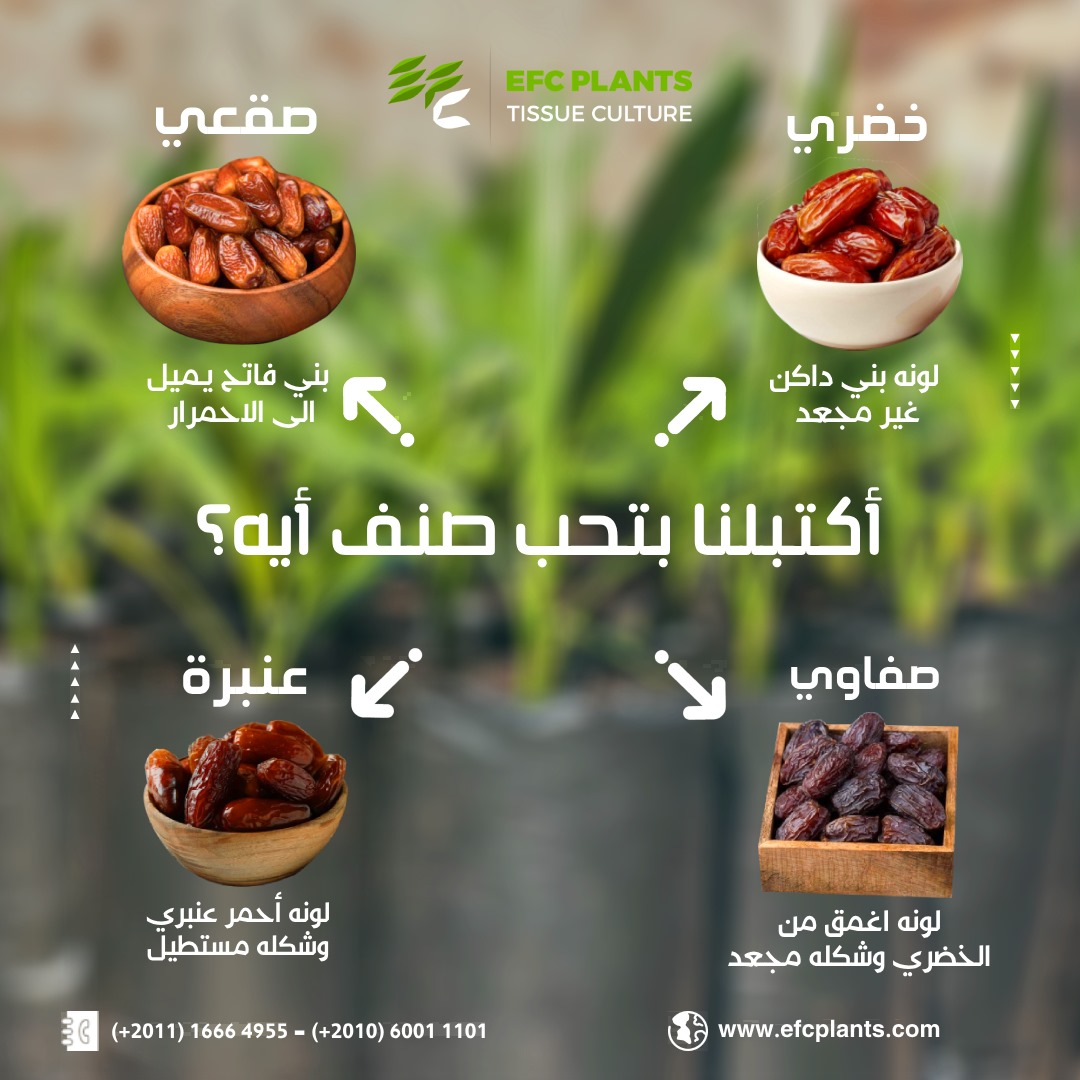 EFC PLANTS
TISSUE CULTURE
خضري
صقعي
لونه بني داكن
غير مجعد
بني فاتح يميل
الى الاحمرار
أكتبلنا بتحب صنف أيه؟
صفاوي
عنبرة
لونه اغمق من
الخضري وشكله مجعد
لونه أحمر عنبري
وشكله مستطيل
(+2011) 1666 4955 - (+2010) 6001 1101
www.efcplants.com